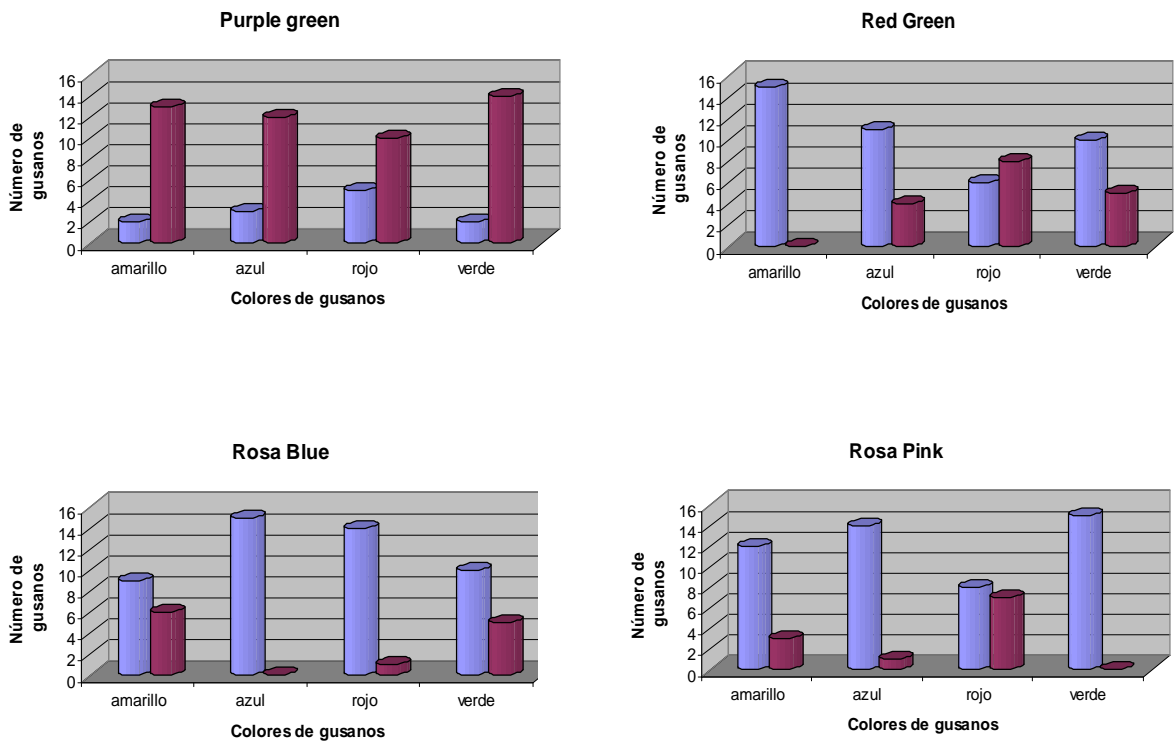 Purple green
Número de
gusanos
16
14
12
10
8
6
4
2
0
amarillo azul rojo verde
Colores de gusanos
Red Green
Número de
gusanos
16
14
12
10
8
6
4
2
0
amarillo azul rojo verde
Colores de gusanos
Rosa Blue
Número de
gusanos
16
14
12
10
8
6
4
2
0
amarillo azul rojo verde
Colores de gusanos
Rosa Pink
Número de
gusanos
16
14
12
10
8
6
4
2
0
amarillo azul rojo verde
Colores de gusanos